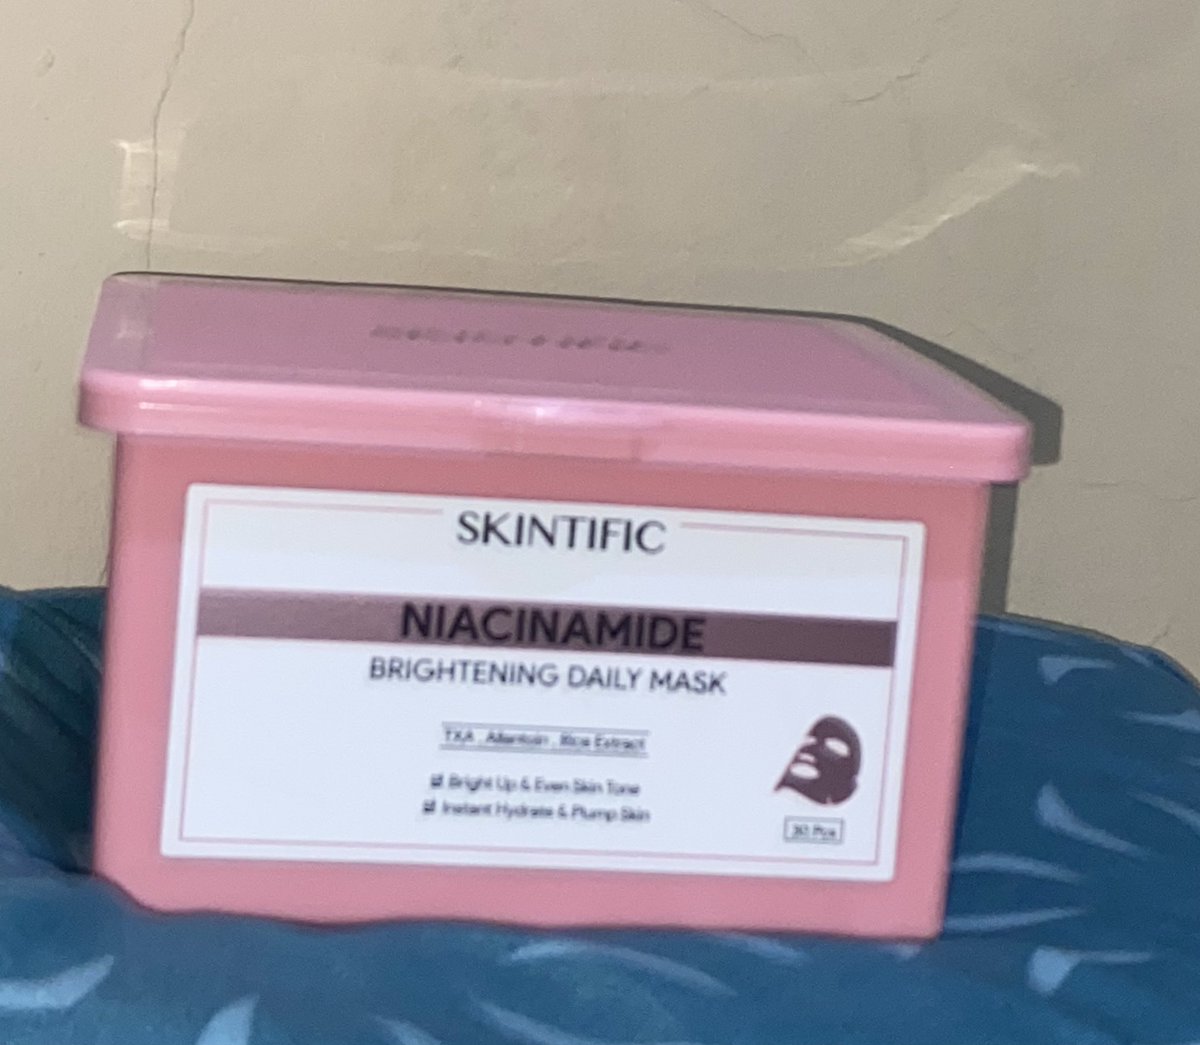 SKINTIFIC
NIACINAMIDE
BRIGHTENING DAILY MASK
TXA . Allantoin . Rice Extract
Bright Up & Even Skin Tone
Instant Hydrate & Plump Skin
30 Pcs